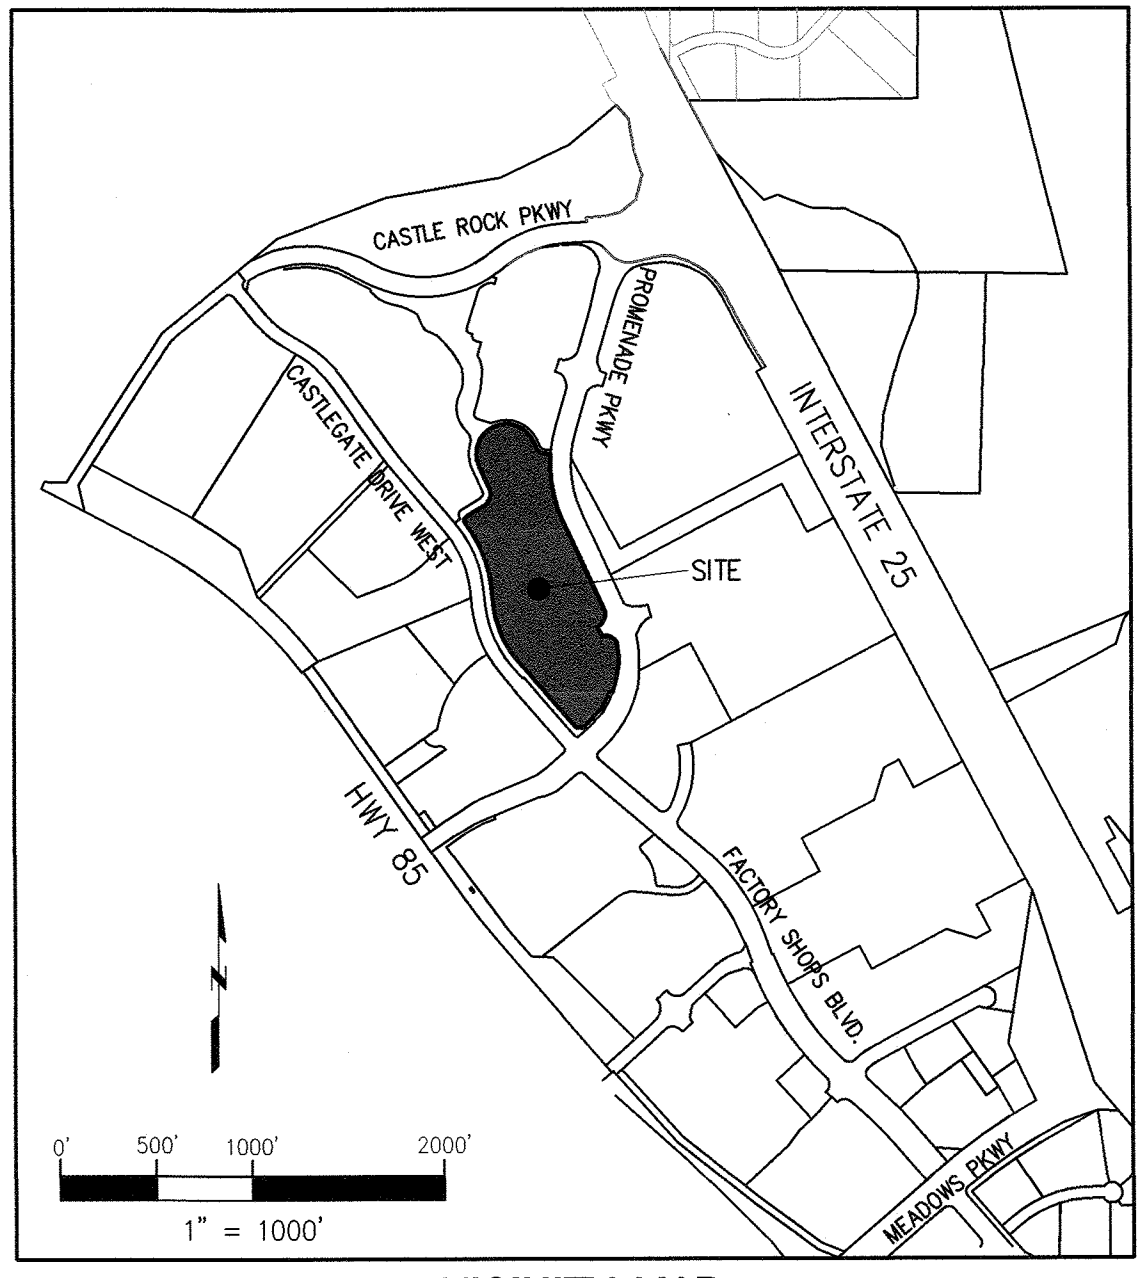 CASTLE ROCK PKWY
PROMENADE PKWY
CASTLEGATE DRIVE WEST
INTERSTATE 25
SITE
HWY 85
FACTORY SHOPS BLVD.
N
0' 500' 1000' 2000'
1" = 1000'
MEADOWS PKWY